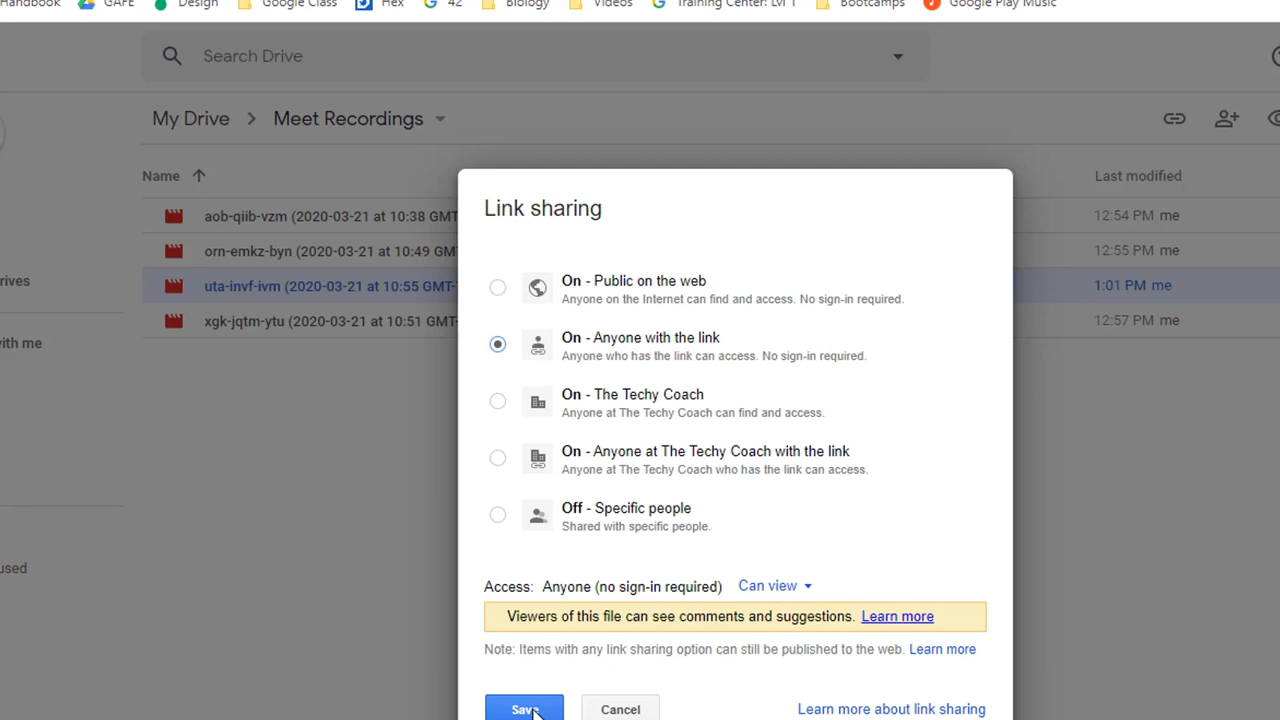 Handbook GAFE Design Google Class Hex 42 Biology Videos Training Center: Lvl 1 Bootcamps Google Play Music
Search Drive
My Drive > Meet Recordings
Name Last modified
aob-qiib-vzm (2020-03-21 at 10:38 GMT 12:54 PM me
orn-emkz-byn (2020-03-21 at 10:49 GMT 12:55 PM me
uta-invf-ivm (2020-03-21 at 10:55 GMT- 1:01 PM me
xgk-jqtm-ytu (2020-03-21 at 10:51 GMT- 12:57 PM me
rives
with me
used
Link sharing
On - Public on the web
Anyone on the Internet can find and access. No sign-in required.
On - Anyone with the link
Anyone who has the link can access. No sign-in required.
On - The Techy Coach
Anyone at The Techy Coach can find and access.
On - Anyone at The Techy Coach with the link
Anyone at The Techy Coach who has the link can access.
Off - Specific people
Shared with specific people.
Access: Anyone (no sign-in required) Can view
Viewers of this file can see comments and suggestions. Learn more
Note: Items with any link sharing option can still be published to the web. Learn more
Save Cancel Learn more about link sharing